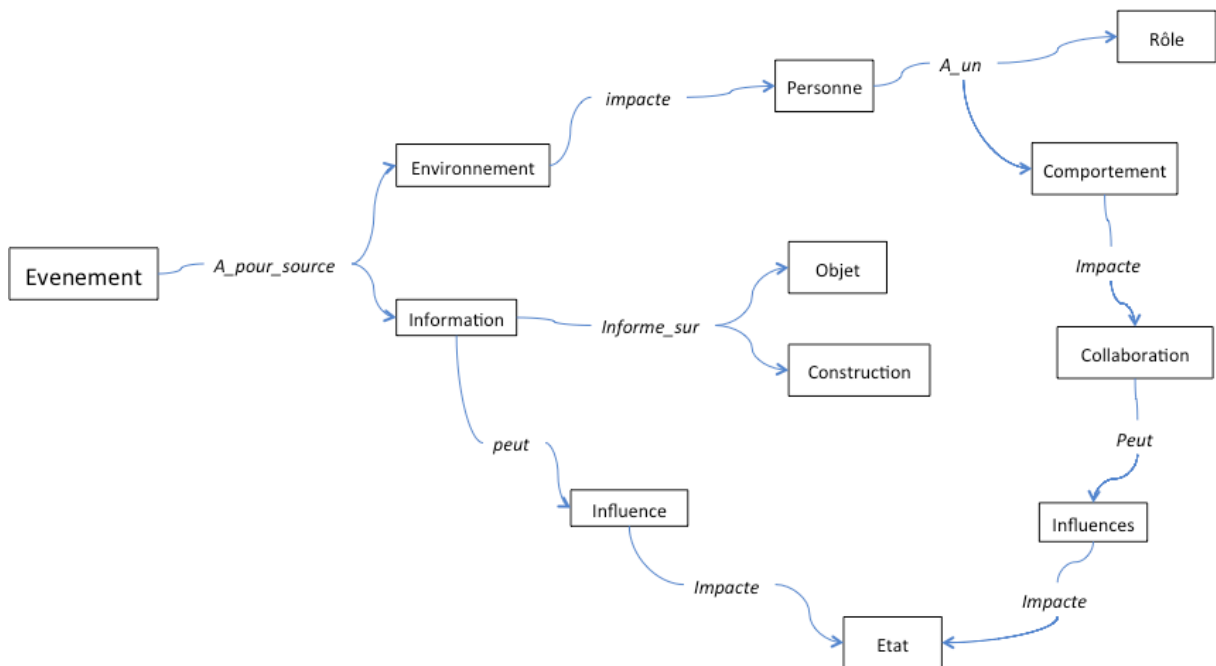 Rôle
A_un
Personne
impacte
Environnement
Comportement
Evenement
A_pour_source
Objet
Impacte
Information
Informe_sur
Collaboration
Construction
peut
Peut
Influence
Influences
Impacte
Impacte
Etat